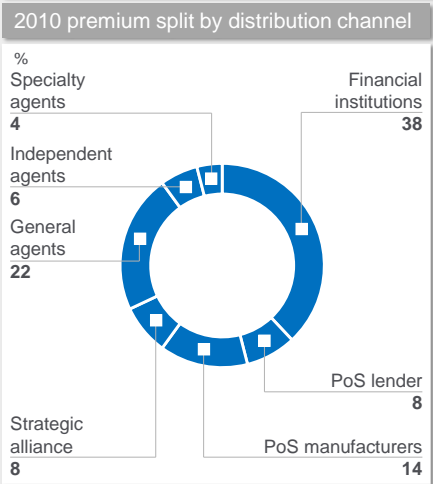 2010 premium split by distribution channel
%
Specialty
agents
4
Independent
agents
6
General
agents
22
Strategic
alliance
8
Financial
institutions
38
PoS lender
8
PoS manufacturers
14